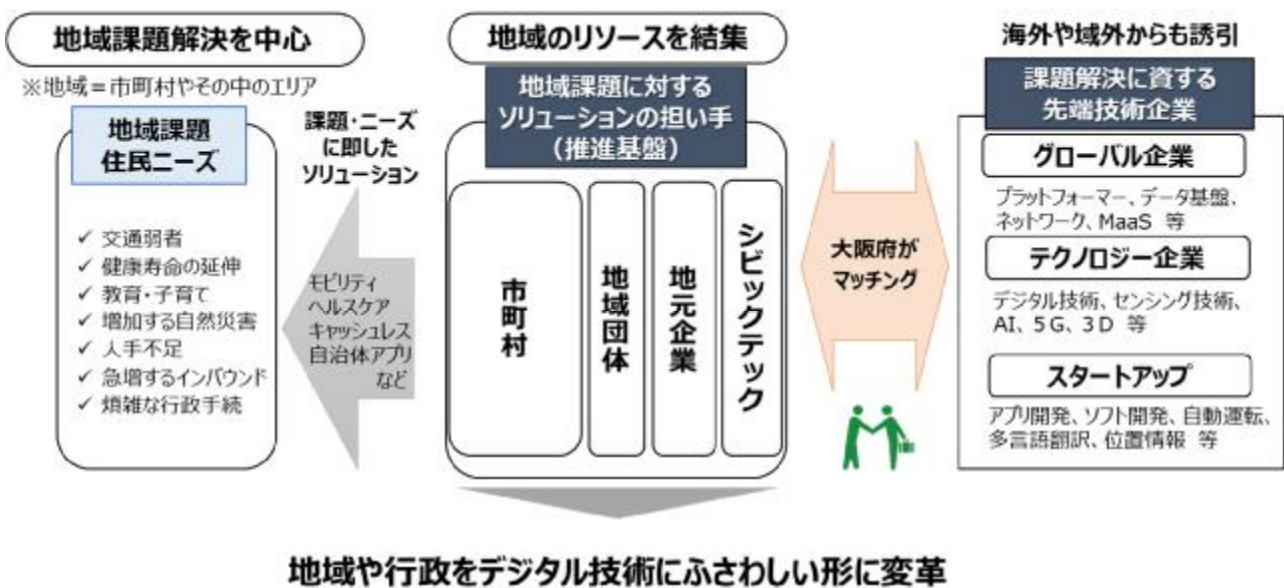 地域課題解決を中心
※地域＝市町村やその中のエリア
地域課題
住民ニーズ
✓ 交通弱者
✓ 健康寿命の延伸
✓ 教育・子育て
✓ 増加する自然災害
✓ 人手不足
✓ 急増するインバウンド
✓ 煩雑な行政手続
課題・ニーズ
に即した
ソリューション
モビリティ
ヘルスケア
キャッシュレス
自治体アプリ
など
地域のリソースを結集
地域課題に対する
ソリューションの担い手
（推進基盤）
市町村
地域団体
地元企業
シビックテック
大阪府が
マッチング
海外や域外からも誘引
課題解決に資する
先端技術企業
グローバル企業
プラットフォーマー、データ基盤、
ネットワーク、MaaS 等
テクノロジー企業
デジタル技術、センシング技術、
AI、５G、３D 等
スタートアップ
アプリ開発、ソフト開発、自動運転、
多言語翻訳、位置情報 等
地域や行政をデジタル技術にふさわしい形に変革